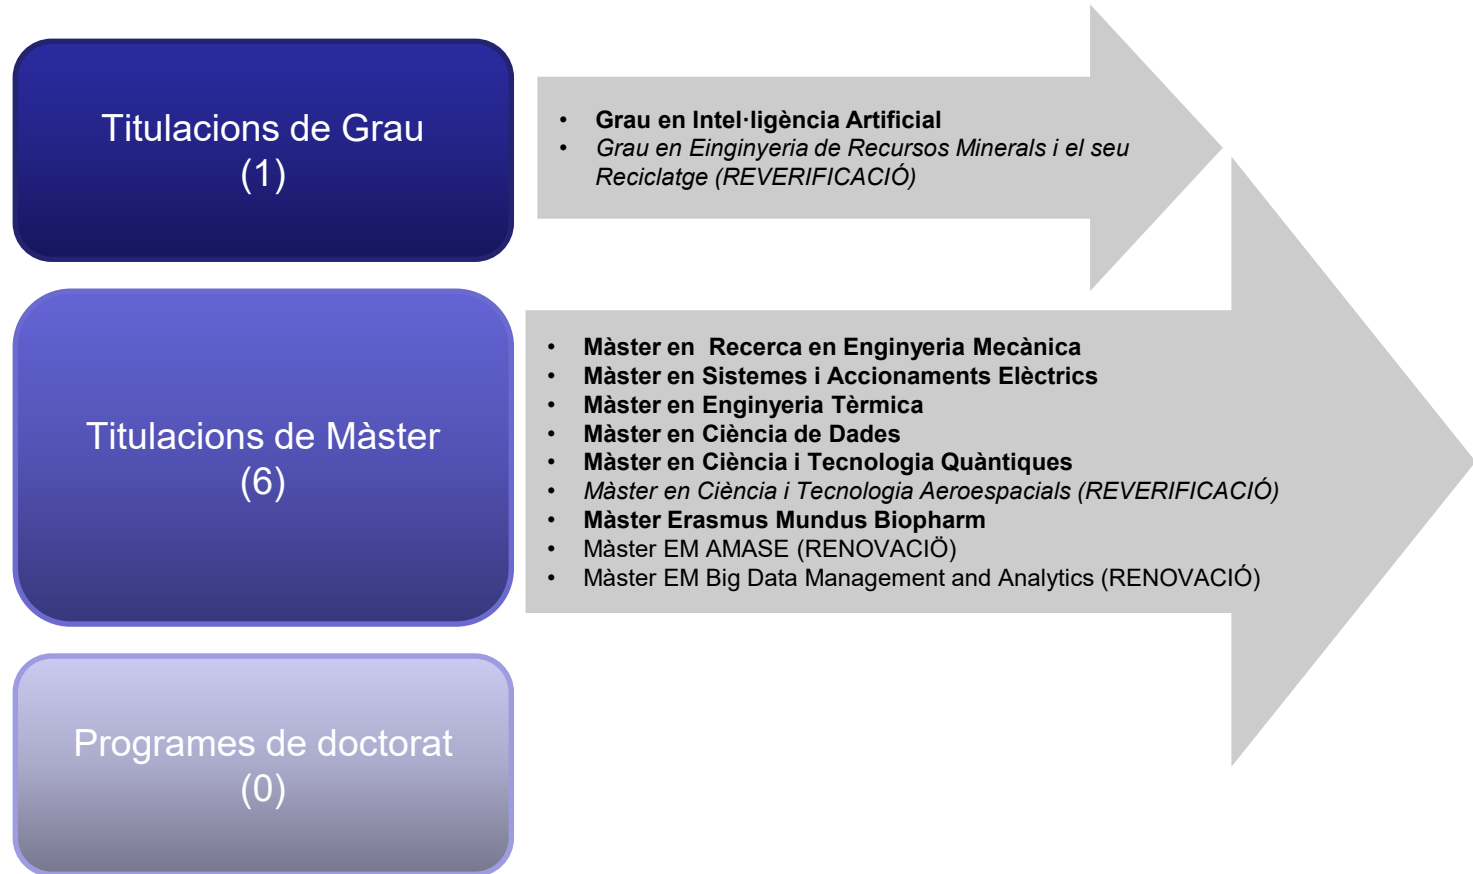 Titulacions de Grau
(1)
• Grau en Intel·ligència Artificial
• Grau en Einginyeria de Recursos Minerals i el seu
Reciclatge (REVERIFICACIÓ)
Titulacions de Màster
(6)
• Màster en  Recerca en Enginyeria Mecànica
• Màster en Sistemes i Accionaments Elèctrics
• Màster en Enginyeria Tèrmica
• Màster en Ciència de Dades
• Màster en Ciència i Tecnologia Quàntiques
• Màster en Ciència i Tecnologia Aeroespacials (REVERIFICACIÓ)
• Màster Erasmus Mundus Biopharm
• Màster EM AMASE (RENOVACIÖ)
• Màster EM Big Data Management and Analytics (RENOVACIÓ)
Programes de doctorat
(0)